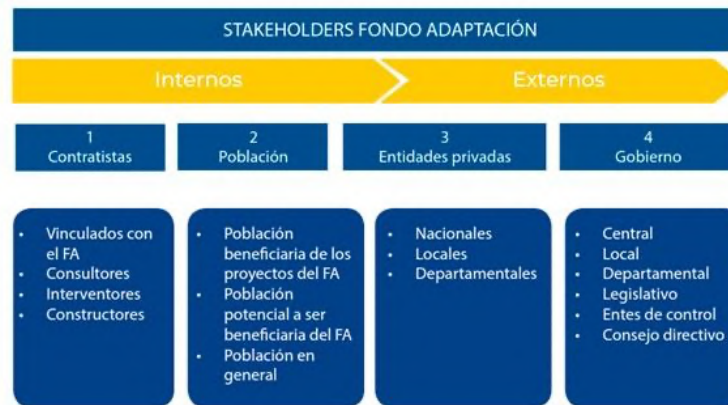 STAKEHOLDERS FONDO ADAPTACIÓN
Internos
Externos
1
Contratistas
2
Población
3
Entidades privadas
4
Gobierno
• Vinculados con
el FA
• Consultores
• Interventores
• Constructores
• Población
beneficiaria de los
proyectos del FA
• Población
potencial a ser
beneficiaria del FA
• Población en
general
• Nacionales
• Locales
• Departamentales
• Central
• Local
• Departamental
• Legislativo
• Entes de control
• Consejo directivo